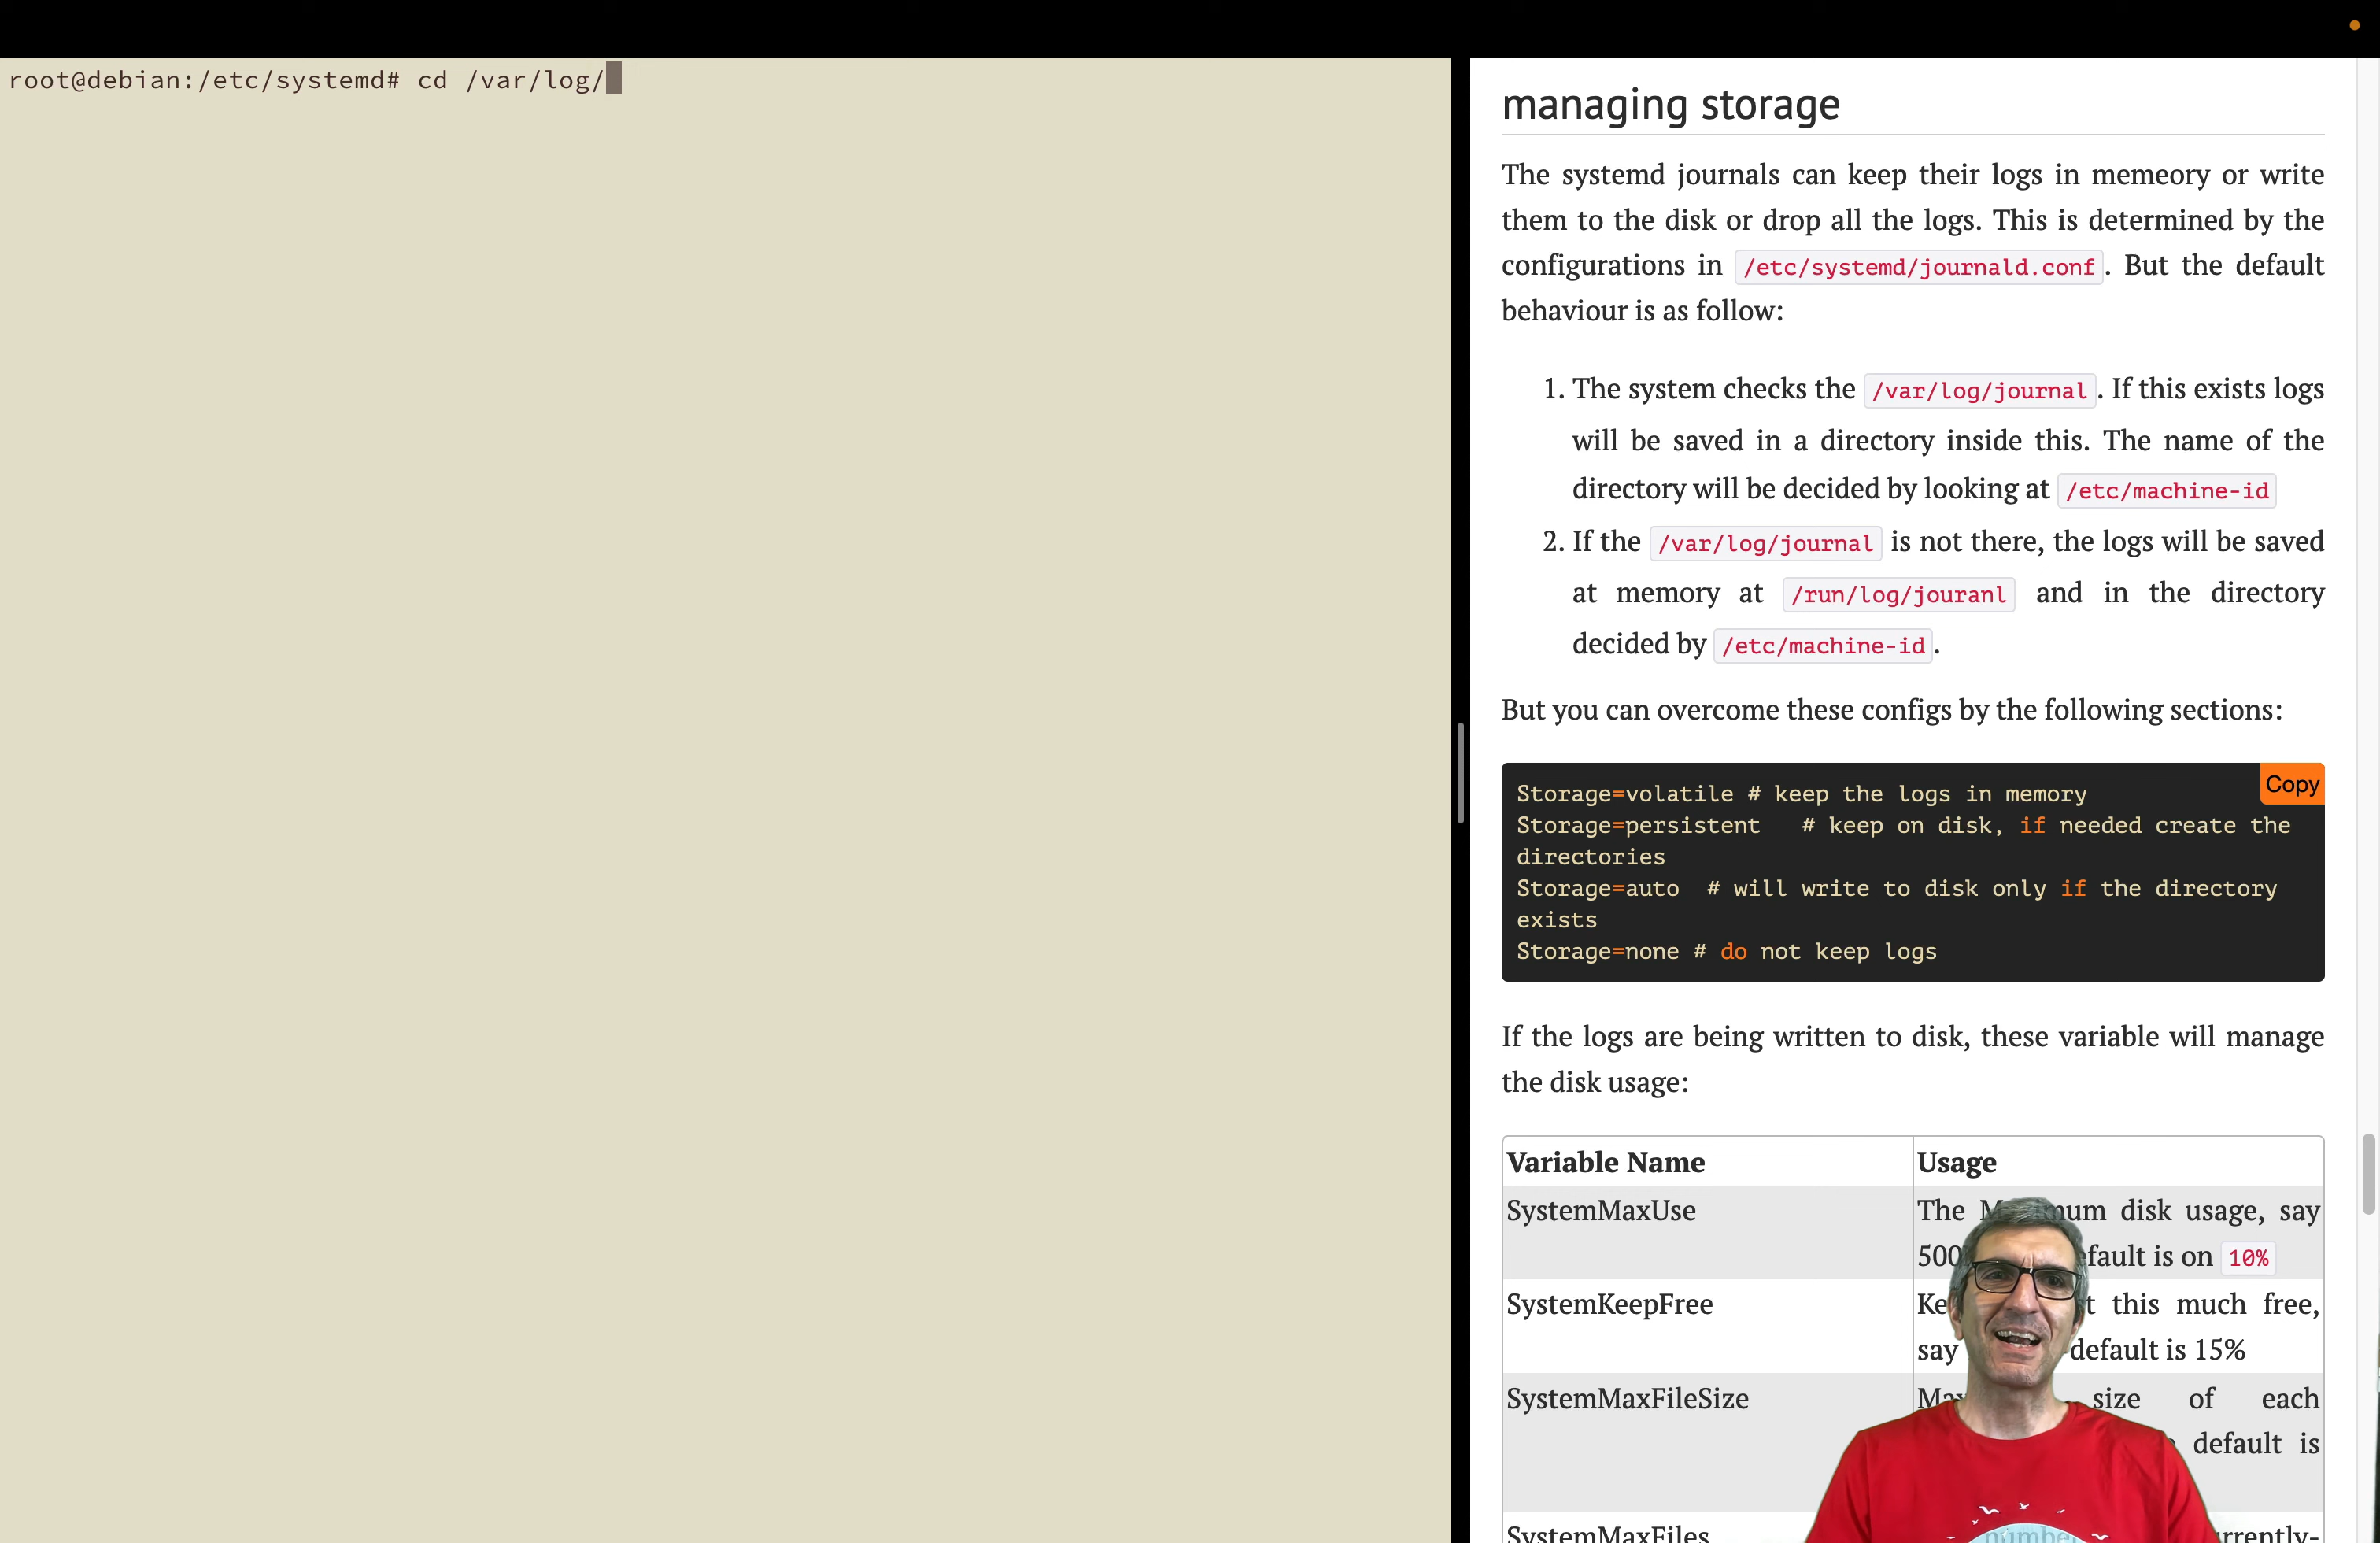 root@debian:/etc/systemd# cd /var/log/
managing storage
The systemd journals can keep their logs in memeory or write
them to the disk or drop all the logs. This is determined by the
configurations in /etc/systemd/journald.conf. But the default
behaviour is as follow:
1. The system checks the /var/log/journal. If this exists logs
will be saved in a directory inside this. The name of the
directory will be decided by looking at /etc/machine-id
2. If the /var/log/journal is not there, the logs will be saved
at memory at /run/log/jouranl and in the directory
decided by /etc/machine-id.
But you can overcome these configs by the following sections:
Copy
Storage=volatile # keep the logs in memory
Storage=persistent   # keep on disk, if needed create the
directories
Storage=auto  # will write to disk only if the directory
exists
Storage=none # do not keep logs
If the logs are being written to disk, these variable will manage
the disk usage:
Variable Name Usage
SystemMaxUse The disk usage, say
is on 10%
SystemKeepFree this much free,
say default is 15%
SystemMaxFileSize size of each
default is
SystemMaxFiles